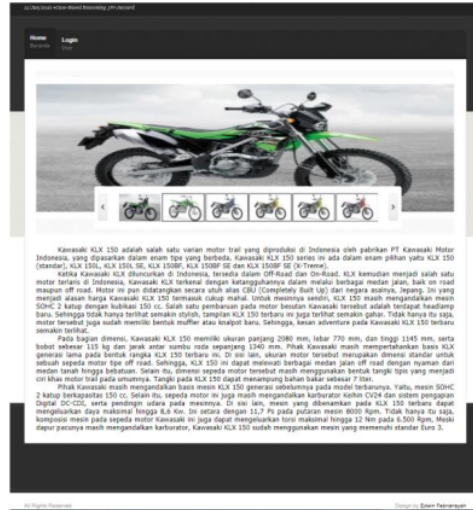 Home
Login
Beranda
User
Kawasaki KLX 150 adalah salah satu varian motor trail yang diproduksi di Indonesia oleh pabrikan PT Kawasaki Motor
Indonesia, yang dipasarkan dalam enam tipe yang berbeda, Kawasaki KLX 150 series ini ada dalam enam pilihan yaitu KLX 150
(standar), KLX 150L, KLX 150L SE, KLX 150BF, KLX 150BF SE dan KLX 150BF SE (X-Treme).
Ketika Kawasaki KLX diluncurkan di Indonesia, tersedia dalam Off-Road dan On-Road. KLX kemudian menjadi salah satu
motor terlaris di Indonesia, Kawasaki KLX terkenal dengan ketangguhannya dalam melalui berbagai medan jalan, baik on road
maupun off road. Motor ini pun didatangkan secara utuh alias CBU (Completely Built Up) dari negara asalnya, Jepang. Ini yang
menjadi alasan harga Kawasaki KLX 150 termasuk cukup mahal. Untuk mesinnya sendiri, KLX 150 masih mengandalkan mesin
SOHC 2 katup dengan kubikasi 150 cc. Salah satu pembaruan pada motor besutan Kawasaki tersebut adalah terdapat headlamp
baru. Sehingga tidak hanya terlihat semakin stylish, tampilan KLX 150 terbaru ini juga terlihat semakin gahar. Tidak hanya itu saja,
motor tersebut juga sudah memiliki bentuk muffler atau knalpot baru. Sehingga, kesan adventure pada Kawasaki KLX 150 terbaru
semakin terlihat.
Pada bagian dimensi, Kawasaki KLX 150 memiliki ukuran panjang 2080 mm, lebar 770 mm, dan tinggi 1145 mm, serta
bobot sebesar 115 kg dan jarak antar sumbu roda sepanjang 1340 mm. Pihak Kawasaki masih mempertahankan basis KLX
generasi lama pada bentuk rangka KLX 150 terbaru ini. Di sisi lain, ukuran motor tersebut merupakan dimensi standar untuk
sebuah sepeda motor tipe off road. Sehingga, KLX 150 ini dapat melewati berbagai medan jalan off road dengan nyaman dari
medan tanah hingga bebatuan. Selain itu, dimensi sepeda motor tersebut masih menggunakan bentuk tangki tipis yang menjadi
ciri khas motor trail pada umumnya. Tangki pada KLX 150 dapat menampung bahan bakar sebesar 7 liter.
Pihak Kawasaki masih mengandalkan basis mesin KLX 150 generasi sebelumnya pada model terbarunya. Yaitu, mesin SOHC
2 katup berkapasitas 150 cc. Selain itu, sepeda motor ini juga masih mengandalkan karburator Keihin CV24 dan sistem pengapian
Digital DC-CDI, serta pendingin udara pada mesinnya. Di sisi lain, mesin yang dibenamkan pada KLX 150 terbaru dapat
mengeluarkan daya maksimal hingga 8,6 Kw. Ini setara dengan 11,7 Ps pada putaran mesin 8000 Rpm. Tidak hanya itu saja,
komposisi mesin pada sepeda motor Kawasaki ini juga dapat mengeluarkan torsi maksimal hingga 12 Nm pada 6.500 Rpm, Meski
dapur pacunya masih mengandalkan karburator, Kawasaki KLX 150 sudah menggunakan mesin yang memenuhi standar Euro 3.
All Rights Reserved
Design by Edwin Febriansyah